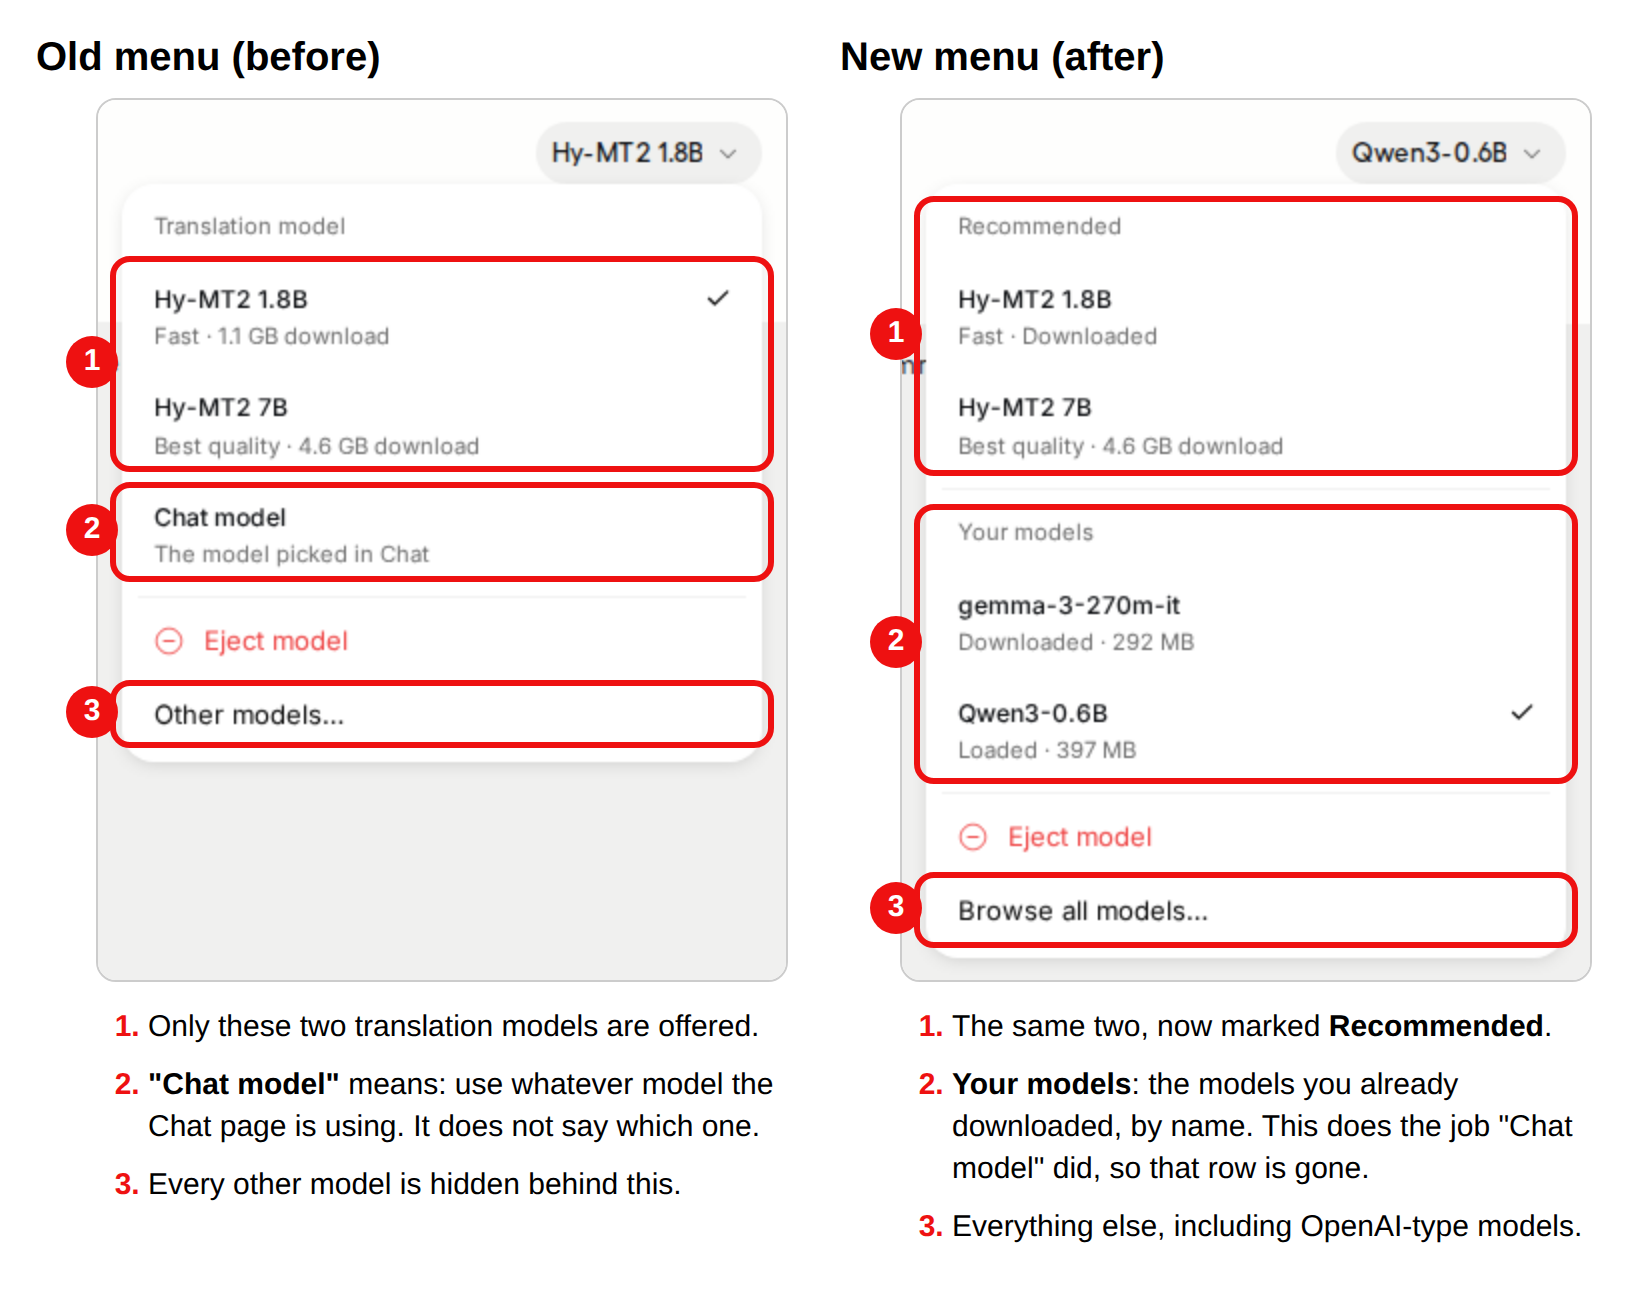 Old menu (before)
Hy-MT2 1.8B
Translation model
Hy-MT2 1.8B
Fast · 1.1 GB download
1
Hy-MT2 7B
Best quality · 4.6 GB download
2
Chat model
The model picked in Chat
Eject model
3
Other models...
1. Only these two translation models are offered.
2. "Chat model" means: use whatever model the
Chat page is using. It does not say which one.
3. Every other model is hidden behind this.
New menu (after)
Qwen3-0.6B
Recommended
Hy-MT2 1.8B
1
Fast · Downloaded
Hy-MT2 7B
Best quality · 4.6 GB download
Your models
gemma-3-270m-it
2
Downloaded · 292 MB
Qwen3-0.6B
Loaded · 397 MB
Eject model
3
Browse all models...
1. The same two, now marked Recommended.
2. Your models: the models you already
downloaded, by name. This does the job "Chat
model" did, so that row is gone.
3. Everything else, including OpenAI-type models.